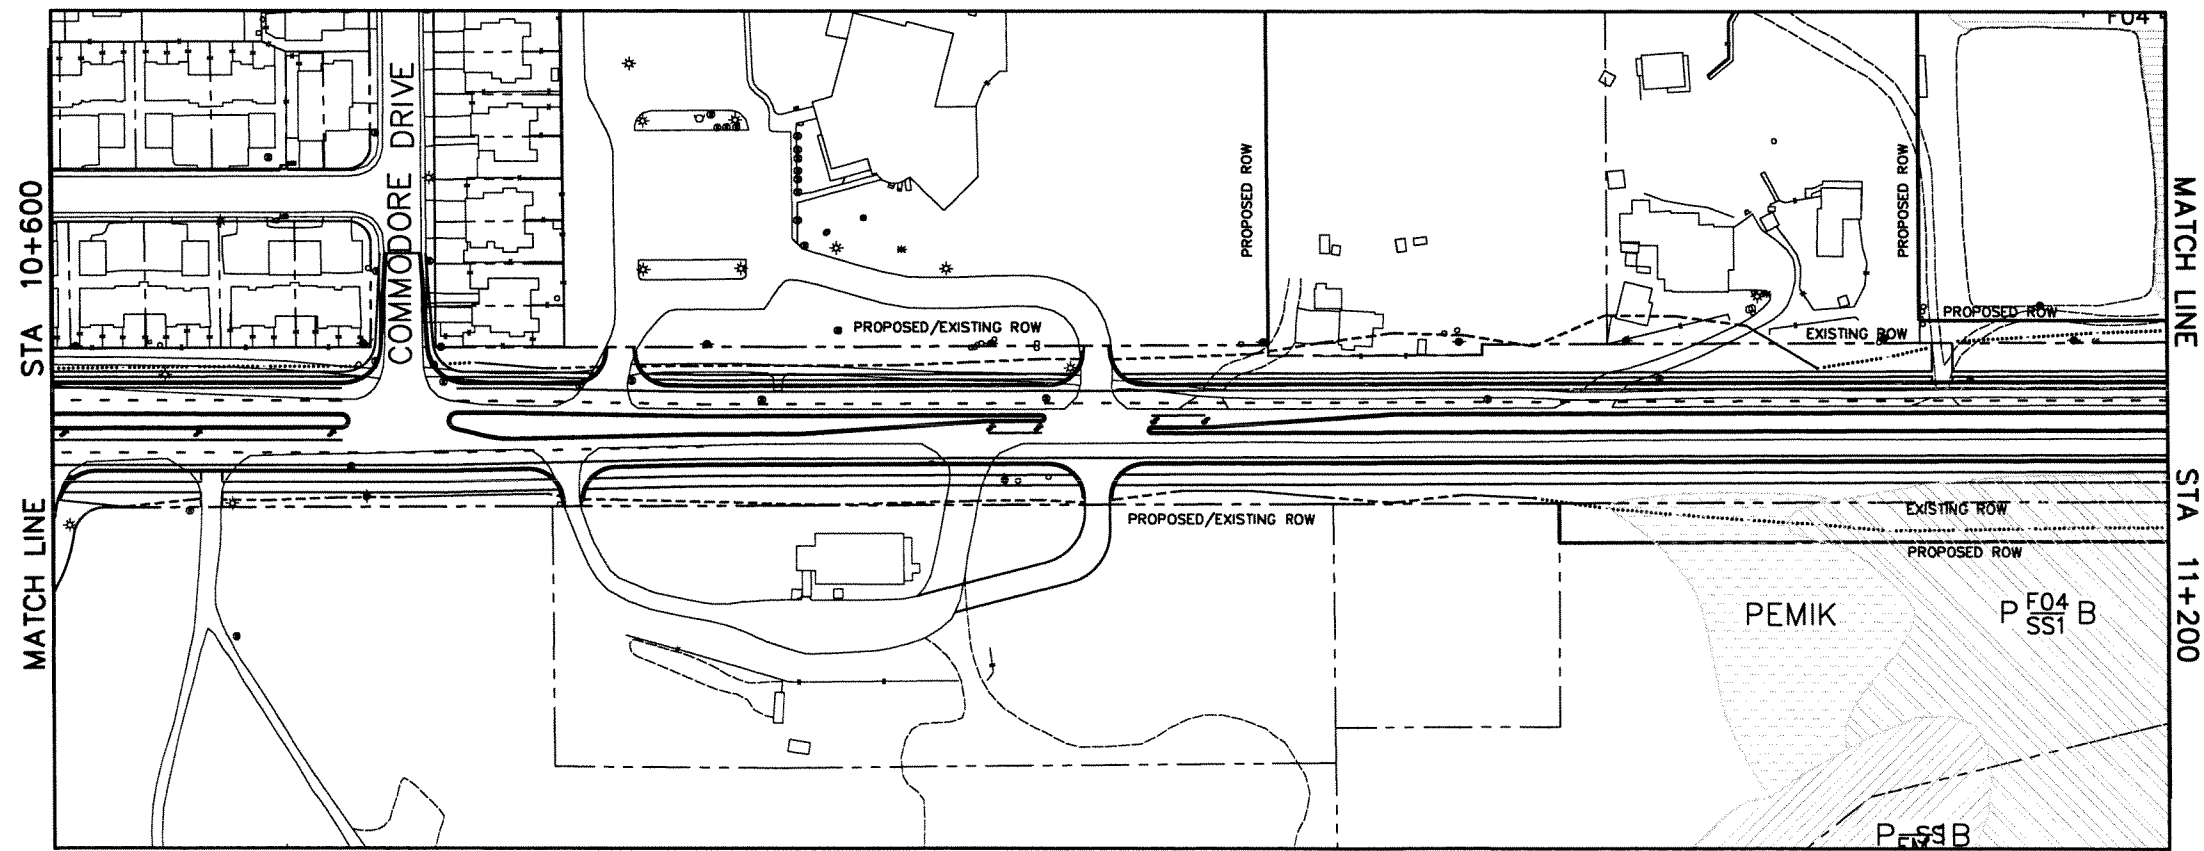 F04
STA 10+600
MATCH LINE
COMMODORE DRIVE
PROPOSED ROW
PROPOSED ROW
MATCH LINE
STA 11+200
PROPOSED/EXISTING ROW
PROPOSED ROW
EXISTING ROW
PROPOSED/EXISTING ROW
EXISTING ROW
PROPOSED ROW
PEMIK
P F04 B
SS1
P SS1 B